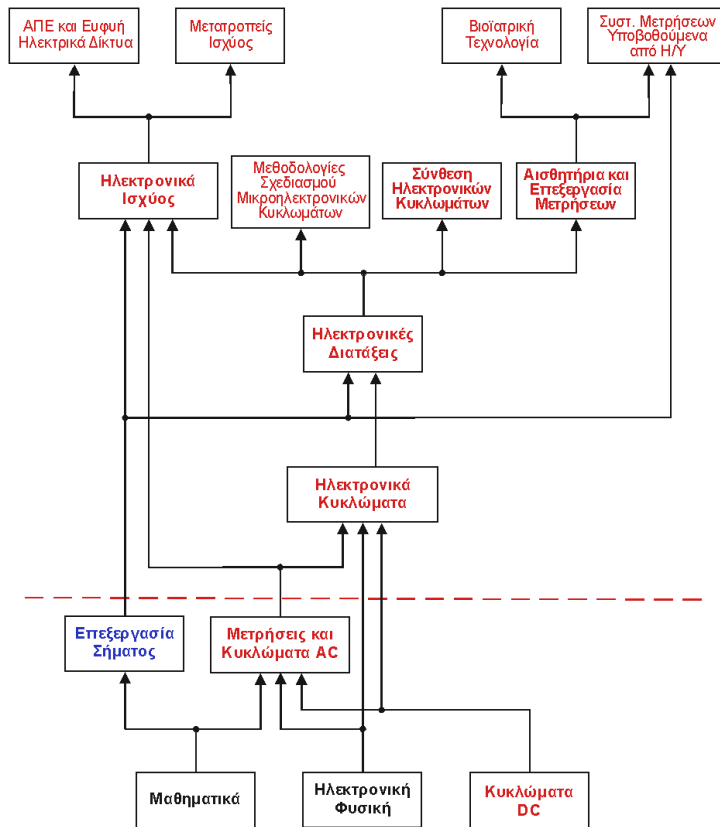 ΑΠΕ και Ευφυή
Ηλεκτρικά Δίκτυα
Μετατροπείς
Ισχύος
Βιοϊατρική
Τεχνολογία
Συστ. Μετρήσεων
Υποβοθούμενα
από Η/Υ
Ηλεκτρονικά
Ισχύος
Μεθοδολογίες
Σχεδιασμού
Μικροηλεκτρονικών
Κυκλωμάτων
Σύνθεση
Ηλεκτρονικών
Κυκλωμάτων
Αισθητήρια και
Επεξεργασία
Μετρήσεων
Ηλεκτρονικές
Διατάξεις
Ηλεκτρονικά
Κυκλώματα
Επεξεργασία
Σήματος
Μετρήσεις και
Κυκλώματα AC
Μαθηματικά
Ηλεκτρονική
Φυσική
Κυκλώματα
DC